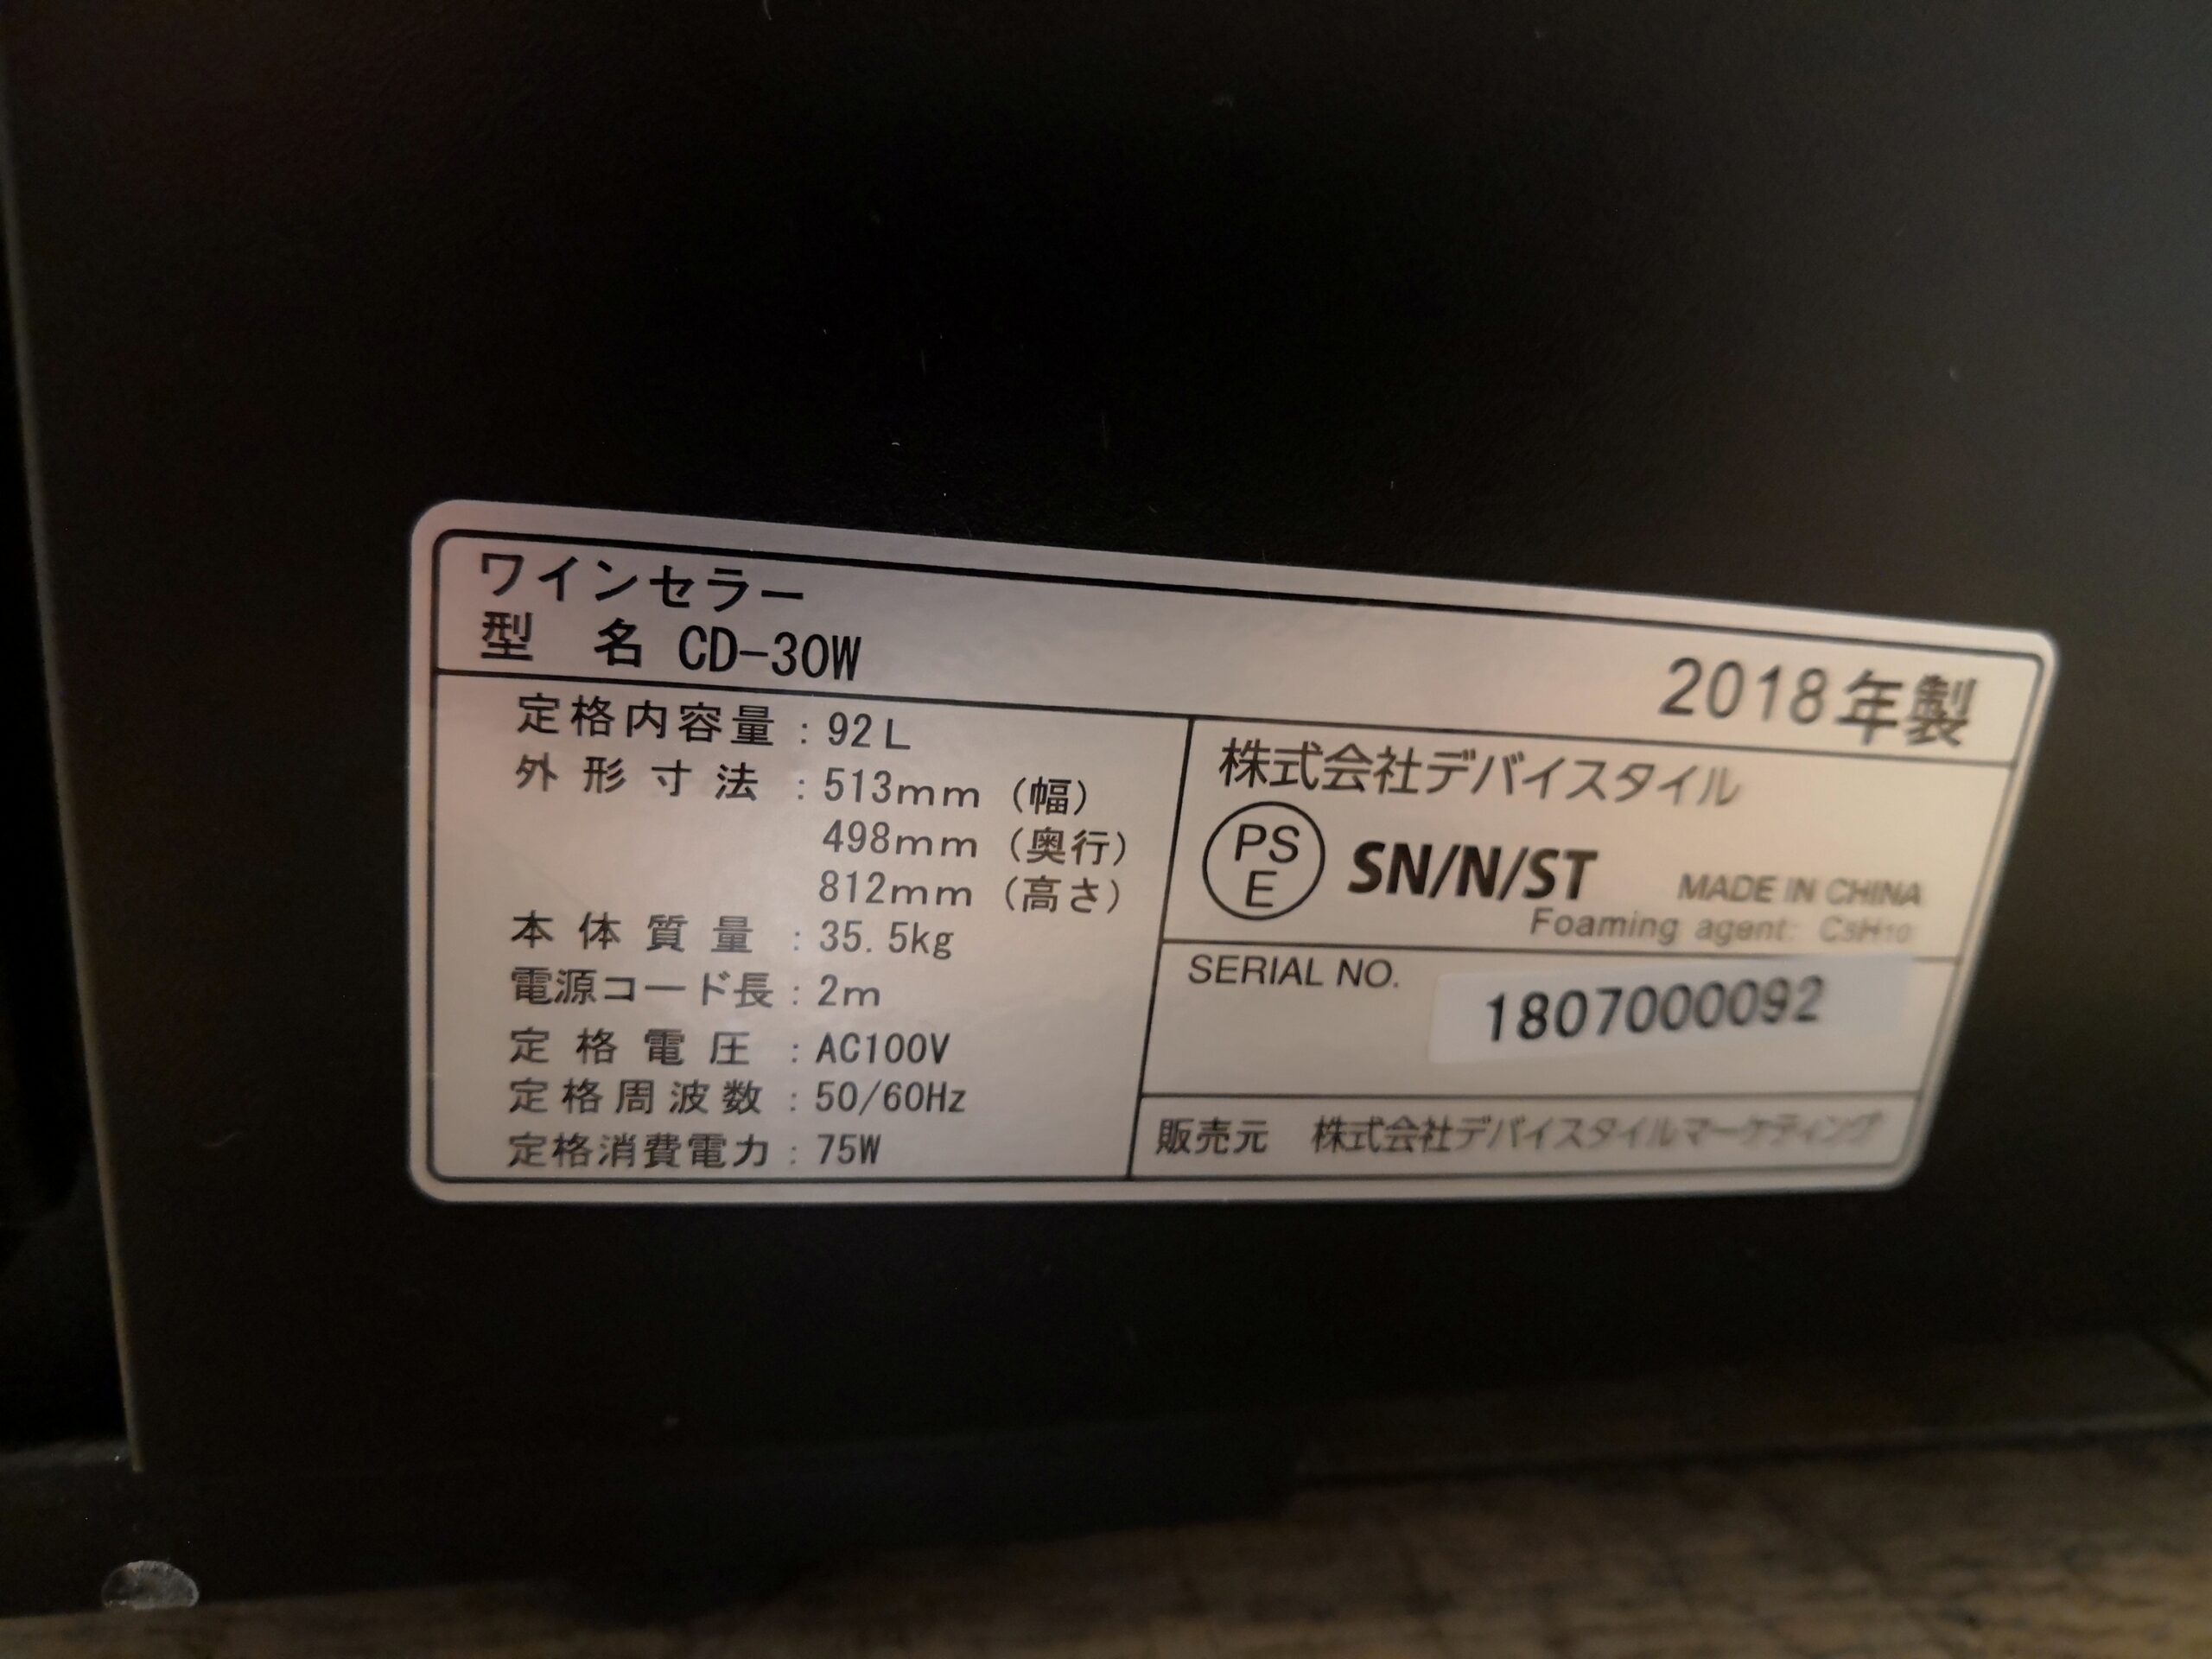 ワインセラー
型 名 CD-30W
2018年製
定格内容量：92L
外形寸法：513mm（幅）
498mm（奥行）
812mm（高さ）
本体質量：35.5kg
電源コード長：2m
定格電圧：AC100V
定格周波数：50/60Hz
定格消費電力：75W
株式会社デバイスタイル
PS
E
SN/N/ST
MADE IN CHINA
Foaming agent: C5H10
SERIAL NO.
1807000092
販売元 株式会社デバイスタイルマーケティング